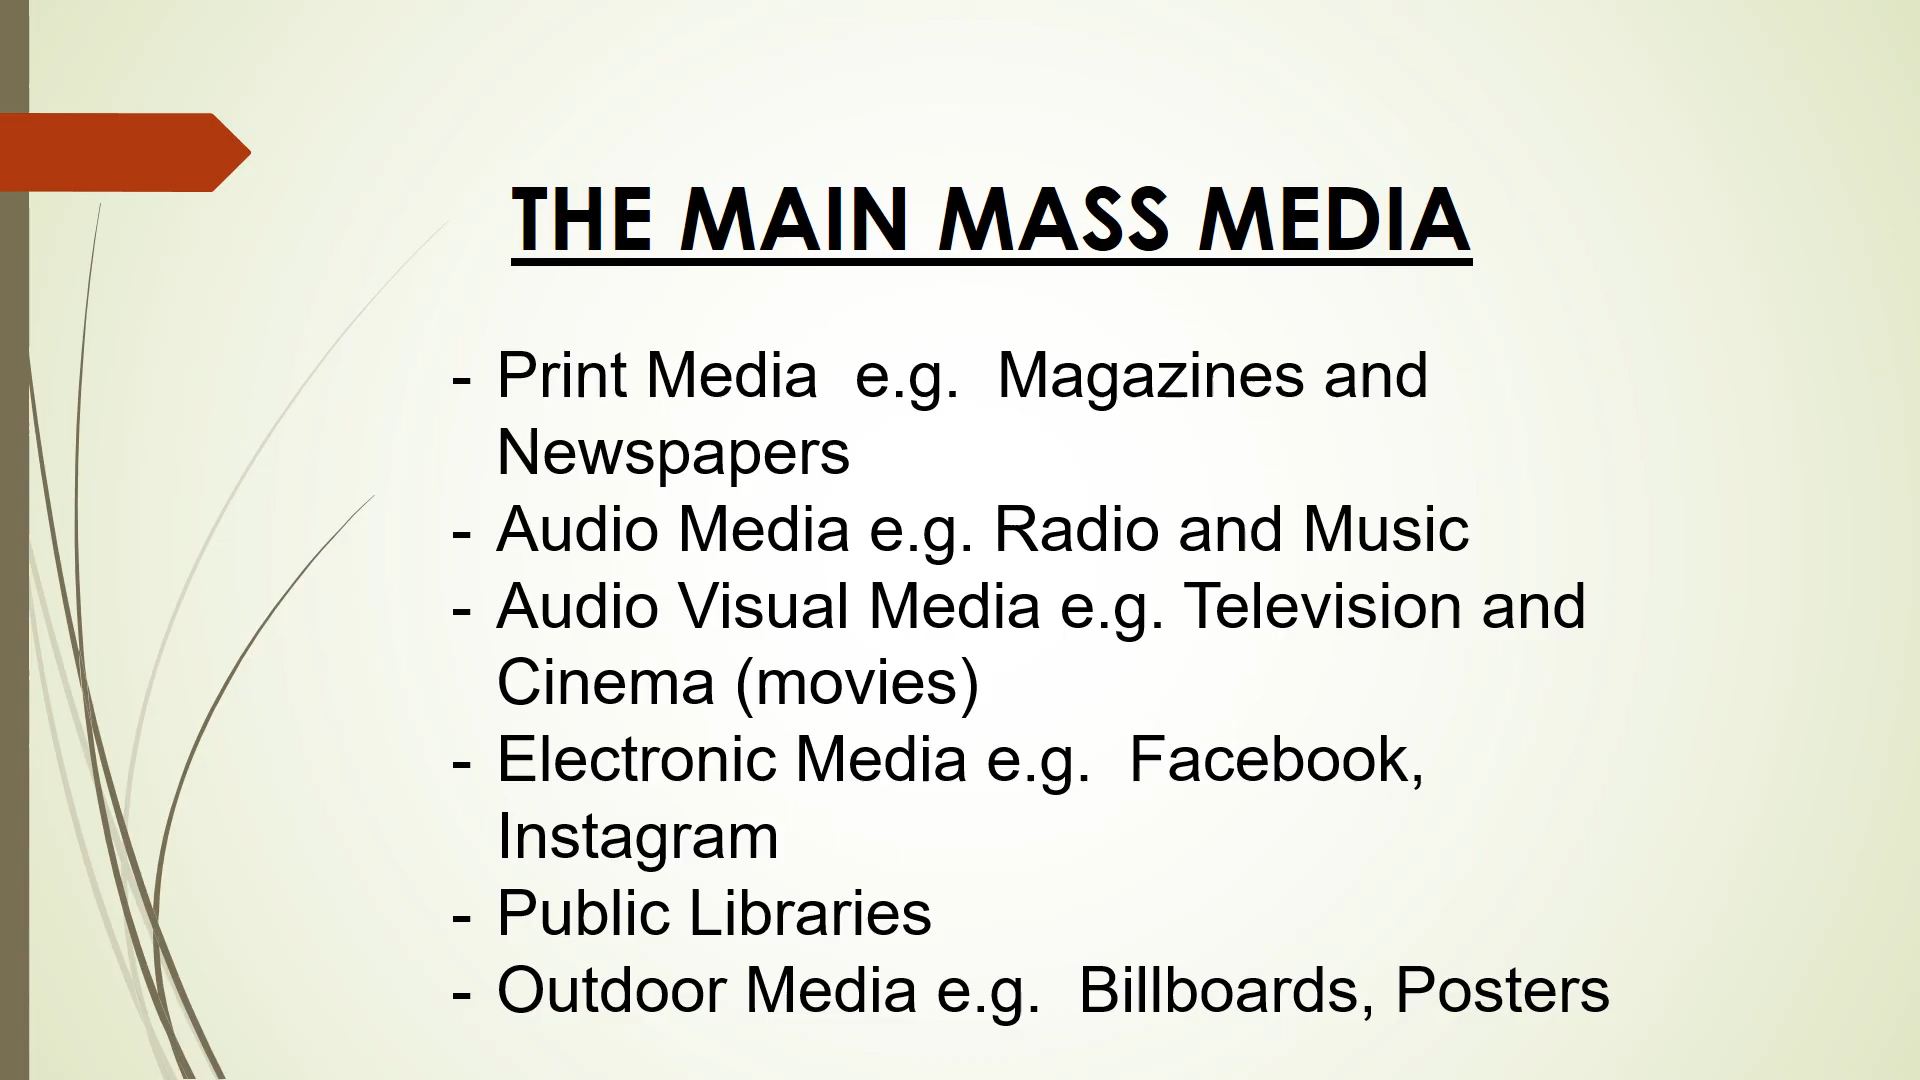 THE MAIN MASS MEDIA
- Print Media  e.g.  Magazines and
Newspapers
- Audio Media e.g. Radio and Music
- Audio Visual Media e.g. Television and
Cinema (movies)
- Electronic Media e.g.  Facebook,
Instagram
- Public Libraries
- Outdoor Media e.g.  Billboards, Posters